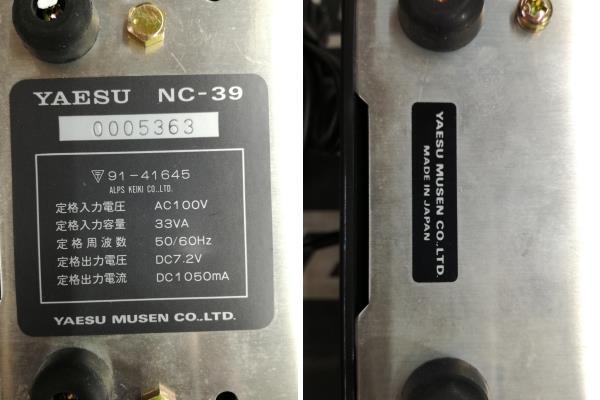 YAESU NC-39
0005363
91-41645
ALPS KEIKI CO.,LTD.
定格入力電圧 AC100V
定格入力容量 33VA
定格周波数 50/60Hz
定格出力電圧 DC7.2V
定格出力電流 DC1050mA
YAESU MUSEN CO.,LTD.
YAESU MUSEN CO.,LTD.
MADE IN JAPAN